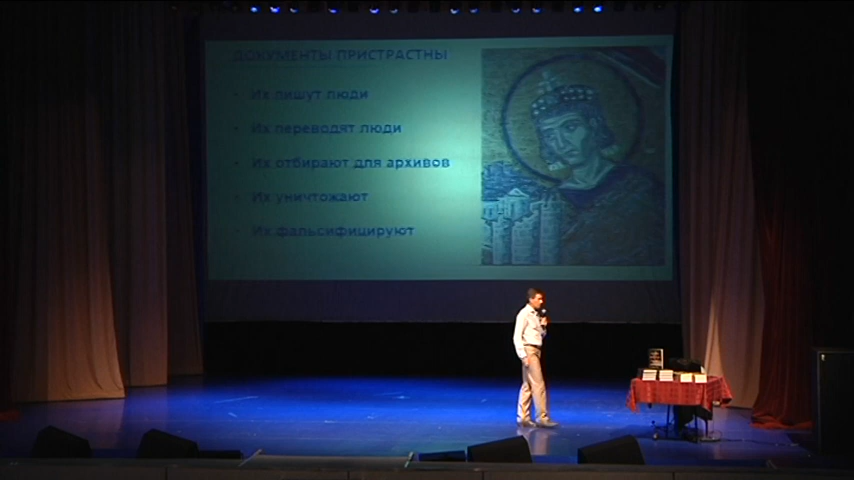 ДОКУМЕНТЫ ПРИСТРАСТНЫ
• Их пишут люди
• Их переводят люди
• Их отбирают для архивов
• Их уничтожают
Их фальсифицируют